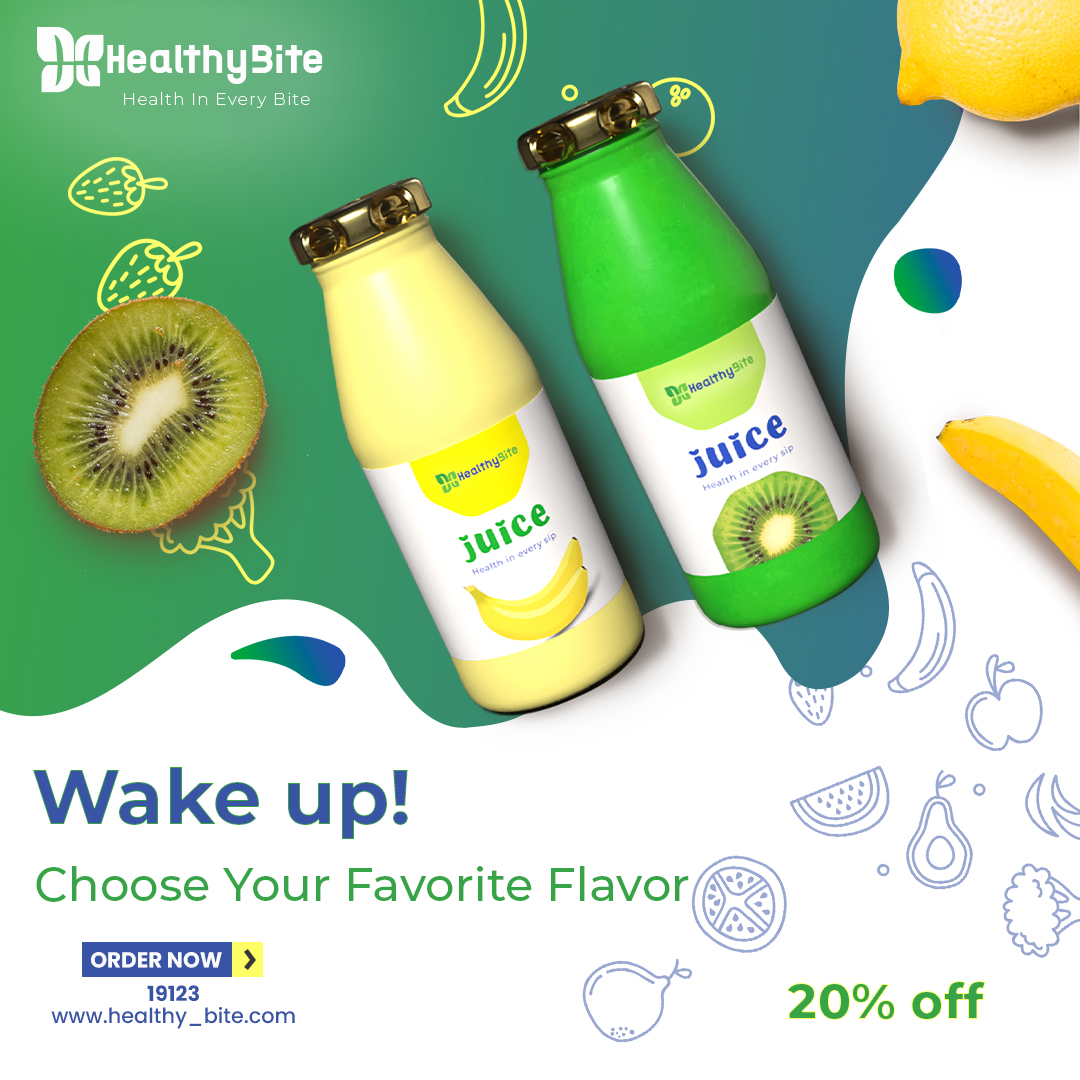 HealthyBite
Health In Every Bite
HealthyBite
juice
Health in every sip
HealthyBite
juice
Health in every sip
Wake up!
Choose Your Favorite Flavor
ORDER NOW
19123
www.healthy_bite.com
20% off